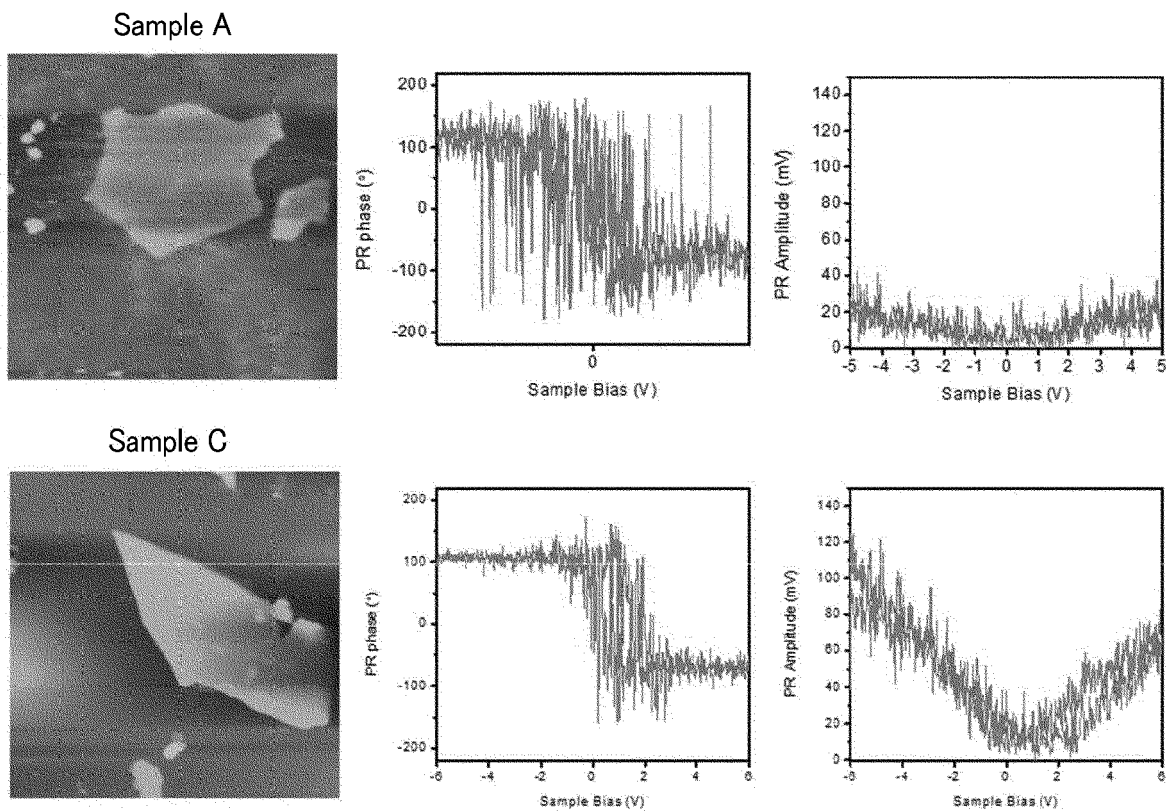 Sample A
200
100
0
-100
-200
PR phase (°)
0
Sample Bias (V)
140
120
100
80
60
40
20
0
PR Amplitude (mV)
-5 -4 -3 -2 -1 0 1 2 3 4 5
Sample Bias (V)
Sample C
200
100
0
-100
-200
PR phase (°)
-6 -4 -2 0 2 4 6
Sample Bias (V)
140
120
100
80
60
40
20
0
PR Amplitude (mV)
-6 -4 -2 0 2 4 6
Sample Bias (V)